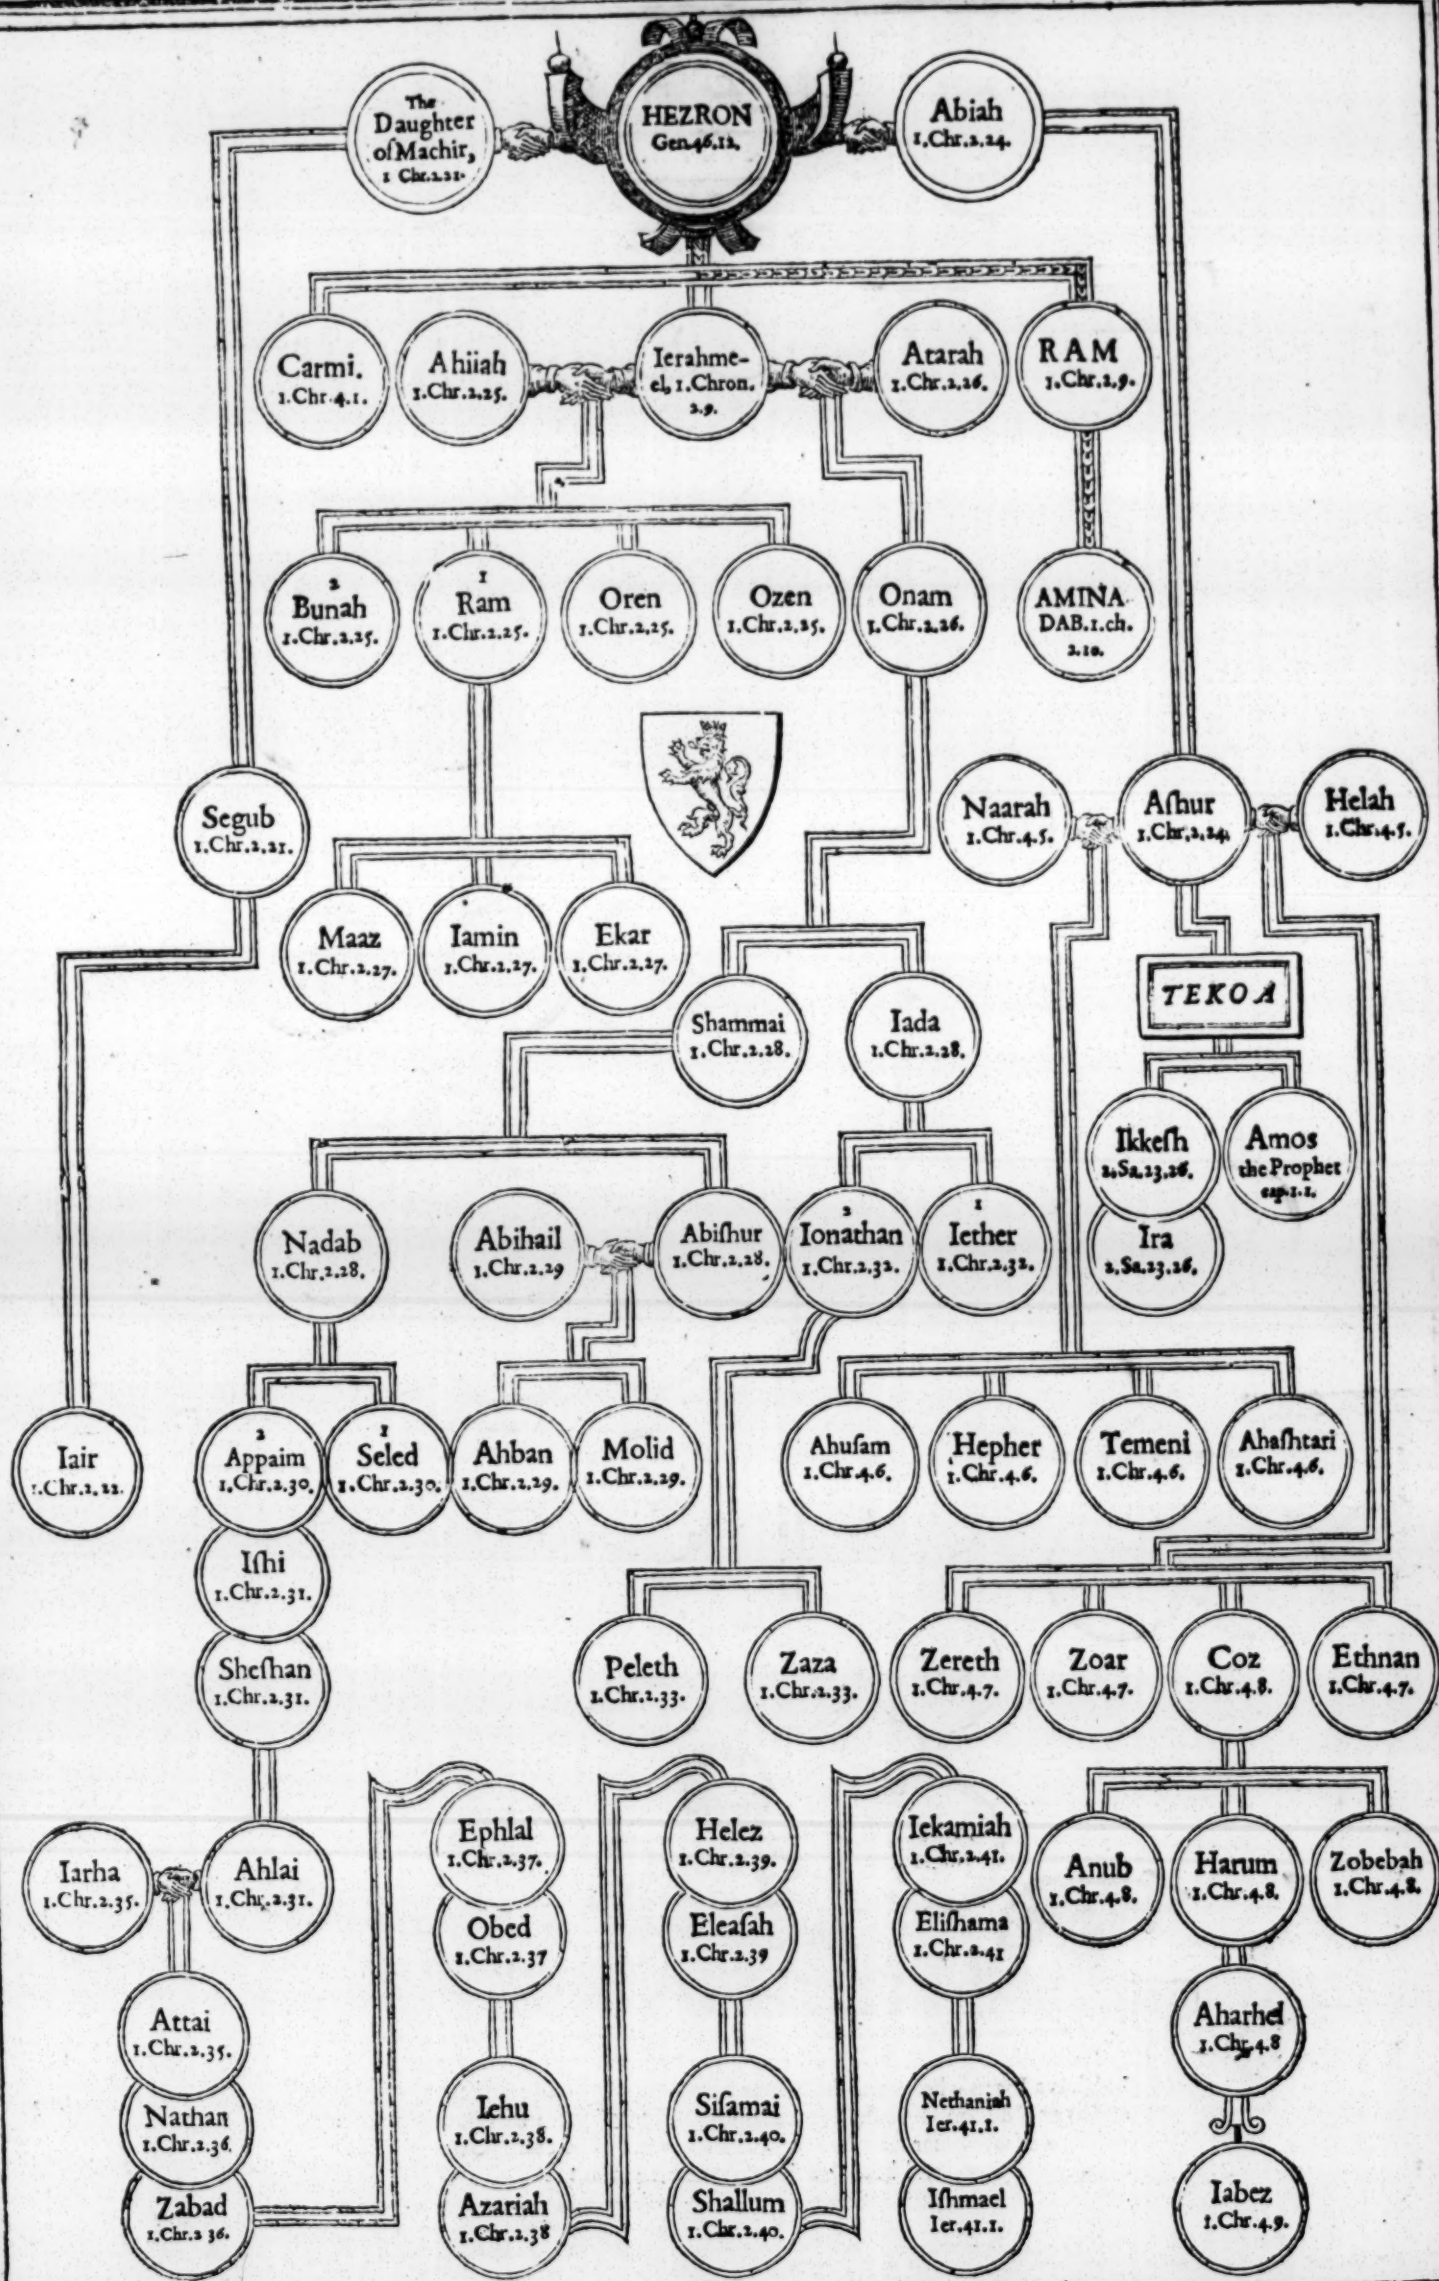 The
Daughter
of Machir,
1 Chr.2.21.
HEZRON
Gen.46.12.
Abiah
1.Chr.2.24.
Carmi.
1.Chr.4.1.
Ahiiah
1.Chr.2.25.
Ierahme-
el, 1.Chron.
2.9.
Atarah
1.Chr.2.26.
RAM
1.Chr.2.9.
2
Bunah
1.Chr.2.25.
1
Ram
1.Chr.2.25.
Oren
1.Chr.2.25.
Ozen
1.Chr.2.25.
Onam
1.Chr.2.26.
AMINA
DAB.1.ch.
2.10.
Segub
1.Chr.2.21.
Naarah
1.Chr.4.5.
Aſhur
1.Chr.2.24.
Helah
1.Chr.4.5.
Maaz
1.Chr.2.27.
Iamin
1.Chr.2.27.
Ekar
1.Chr.2.27.
TEKOA
Shammai
1.Chr.2.28.
Iada
1.Chr.2.28.
Ikkeſh
2.Sa.23.26.
Amos
the Prophet
cap.1.1.
Ira
2.Sa.23.26.
Nadab
1.Chr.2.28.
Abihail
1.Chr.2.29
Abiſhur
1.Chr.2.28.
2
Ionathan
1.Chr.2.32.
1
Iether
1.Chr.2.32.
Iair
1.Chr.2.22.
2
Appaim
1.Chr.2.30.
1
Seled
1.Chr.2.30.
Ahban
1.Chr.2.29.
Molid
1.Chr.2.29.
Ahuſam
1.Chr.4.6.
Hepher
1.Chr.4.6.
Temeni
1.Chr.4.6.
Ahaſhtari
1.Chr.4.6.
Iſhi
1.Chr.2.31.
Sheſhan
1.Chr.2.31.
Peleth
1.Chr.2.33.
Zaza
1.Chr.2.33.
Zereth
1.Chr.4.7.
Zoar
1.Chr.4.7.
Coz
1.Chr.4.8.
Ethnan
1.Chr.4.7.
Iarha
1.Chr.2.35.
Ahlai
1.Chr.2.31.
Ephlal
1.Chr.2.37.
Obed
1.Chr.2.37
Helez
1.Chr.2.39.
Eleaſah
1.Chr.2.39
Iekamiah
1.Chr.2.41.
Eliſhama
1.Chr.2.41
Anub
1.Chr.4.8.
Harum
1.Chr.4.8.
Zobebah
1.Chr.4.8.
Attai
1.Chr.2.35.
Nathan
1.Chr.2.36.
Zabad
1.Chr.2 36.
Iehu
1.Chr.2.38.
Azariah
1.Chr.2.38
Siſamai
1.Chr.2.40.
Shallum
1.Chr.2.40.
Nethaniah
Ier.41.1.
Iſhmael
Ier.41.1.
Aharhel
1.Chr.4.8
Iabez
1.Chr.4.9.